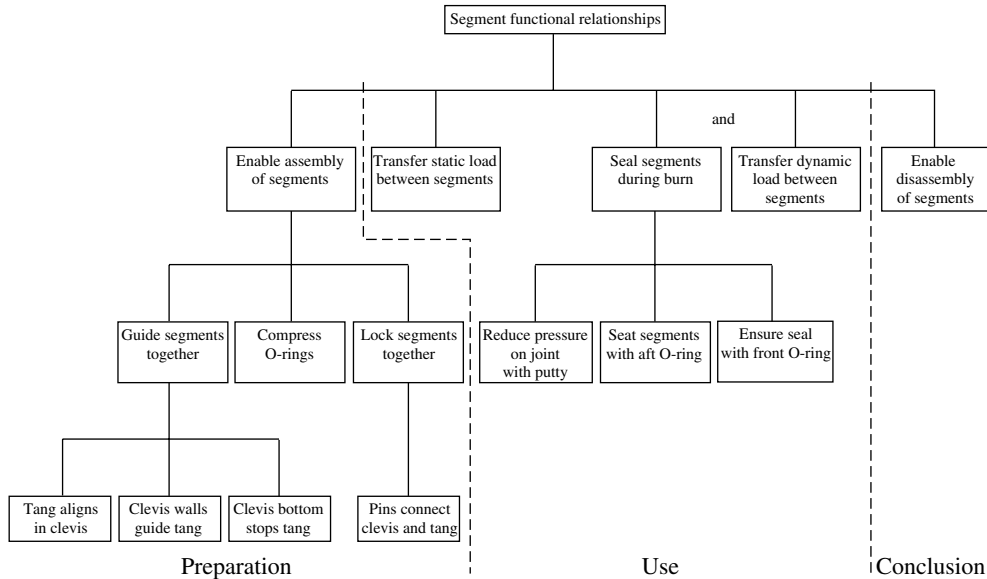 Segment functional relationships
and
Enable assembly
of segments
Transfer static load
between segments
Seal segments
during burn
Transfer dynamic
load between
segments
Enable
disassembly
of segments
Guide segments
together
Compress
O-rings
Lock segments
together
Reduce pressure
on joint
with putty
Seat segments
with aft O-ring
Ensure seal
with front O-ring
Tang aligns
in clevis
Clevis walls
guide tang
Clevis bottom
stops tang
Pins connect
clevis and tang
Preparation
Use
Conclusion